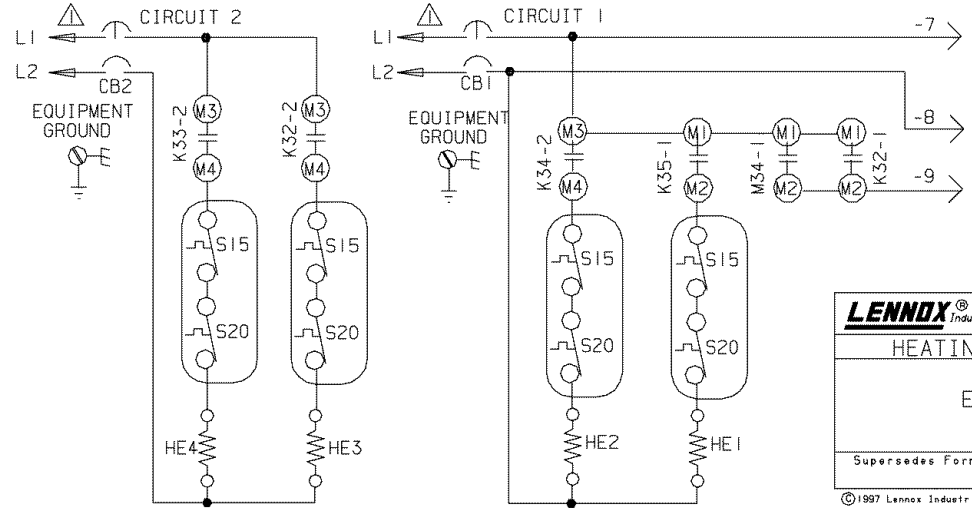 CIRCUIT 2
L1
L2
CB2
EQUIPMENT
GROUND
K33-2
M3
M4
K32-2
M3
M4
S15
S20
S15
S20
HE4
HE3
CIRCUIT 1
L1
L2
CB1
EQUIPMENT
GROUND
-7
-8
-9
K34-2
M3
M4
K35-1
M1
M2
M34-1
M1
M2
M1
M2
K32-1
S15
S20
S15
S20
HE2
HE1
LENNOX ® Indu
HEATIN
E
Supersedes Forr
© 1997 Lennox Industr